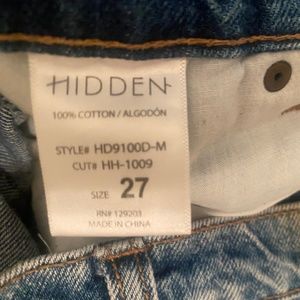 HIDDEN
100% COTTON / ALGODÓN
STYLE# HD9100D-M
CUT# HH-1009
SIZE 27
RN# 129203
MADE IN CHINA